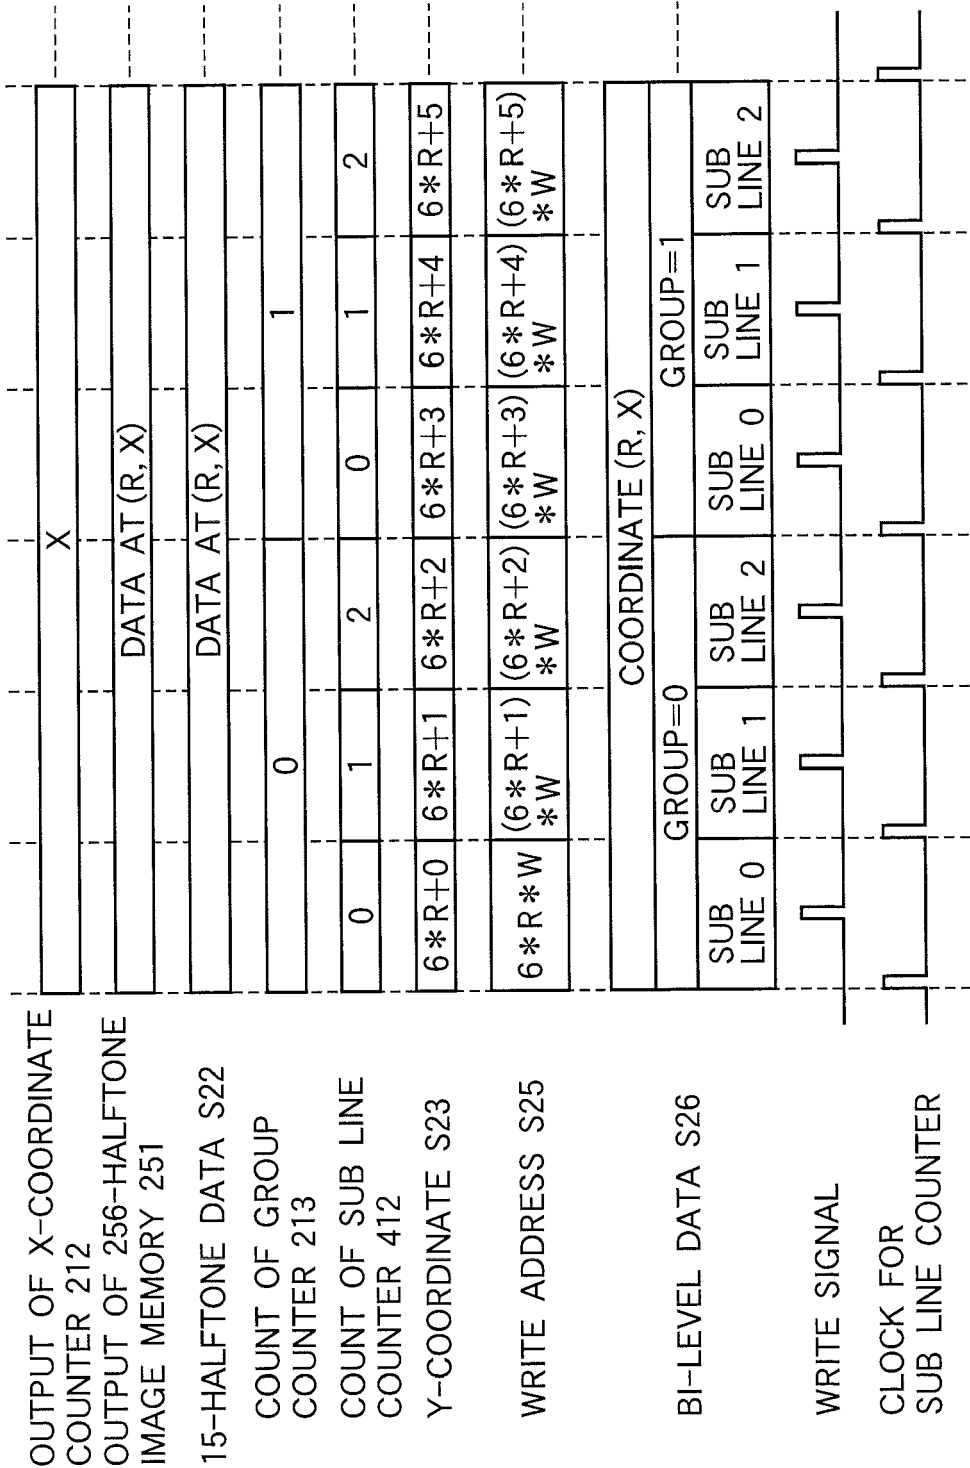 OUTPUT OF X-COORDINATE
COUNTER 212
X
OUTPUT OF 256-HALFTONE
IMAGE MEMORY 251
DATA AT (R, X)
15-HALFTONE DATA S22
DATA AT (R, X)
COUNT OF GROUP
COUNTER 213
0 1
COUNT OF SUB LINE
COUNTER 412
0 1 2 0 1 2
Y-COORDINATE S23
6*R+0 6*R+1 6*R+2 6*R+3 6*R+4 6*R+5
WRITE ADDRESS S25
6*R*W (6*R+1) (6*R+2) (6*R+3) (6*R+4) (6*R+5)
*W *W *W *W *W
BI-LEVEL DATA S26
COORDINATE (R, X)
GROUP=0 GROUP=1
SUB SUB SUB SUB SUB SUB
LINE 0 LINE 1 LINE 2 LINE 0 LINE 1 LINE 2
WRITE SIGNAL
CLOCK FOR
SUB LINE COUNTER